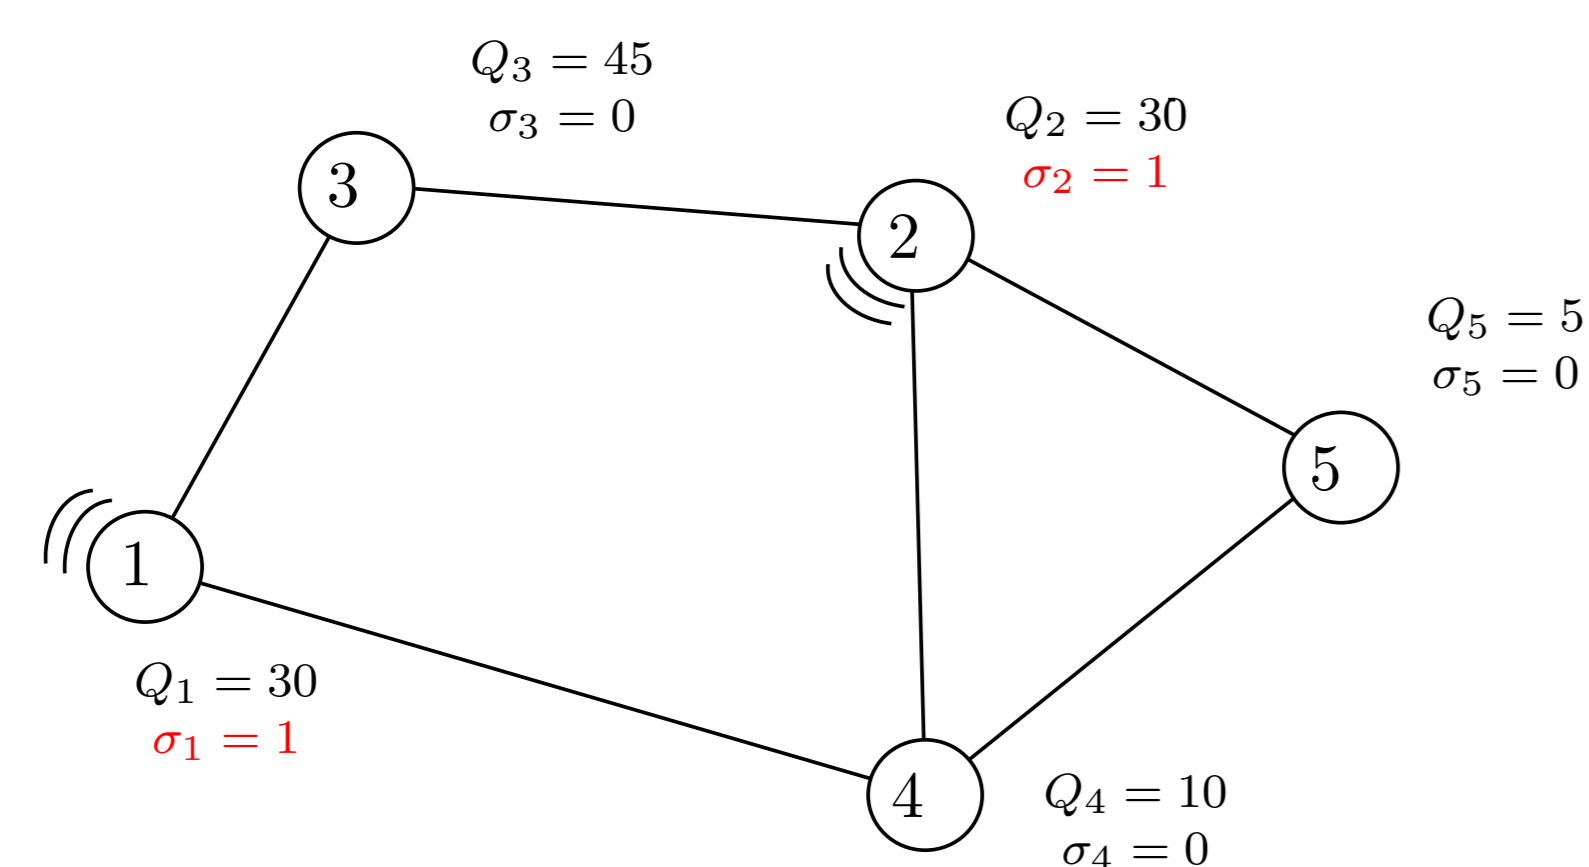 Q₃ = 45
σ₃ = 0
Q₂ = 30
σ₂ = 1
3
2
Q₅ = 5
σ₅ = 0
5
1
Q₁ = 30
σ₁ = 1
4
Q₄ = 10
σ₄ = 0